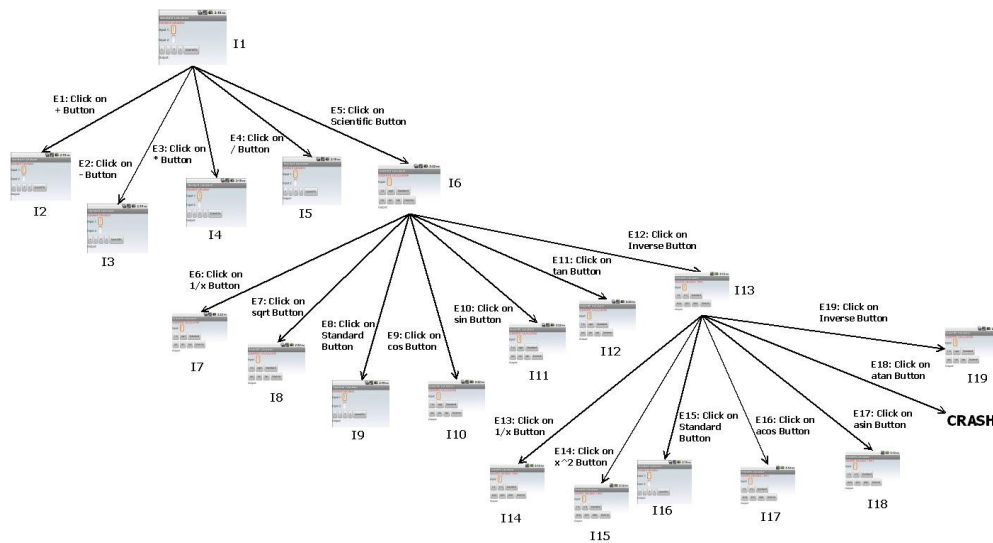 I1
E1: Click on
+ Button
E2: Click on
- Button
E3: Click on
* Button
E4: Click on
/ Button
E5: Click on
Scientific Button
I2
I3
I4
I5
I6
E6: Click on
1/x Button
E7: Click on
sqrt Button
E8: Click on
Standard
Button
E9: Click on
cos Button
E10: Click on
sin Button
E11: Click on
tan Button
E12: Click on
Inverse Button
I7
I8
I9
I10
I11
I12
I13
E13: Click on
1/x Button
E14: Click on
x^2 Button
E15: Click on
Standard
Button
E16: Click on
acos Button
E17: Click on
asin Button
E18: Click on
atan Button
E19: Click on
Inverse Button
I14
I15
I16
I17
I18
CRASH
I19